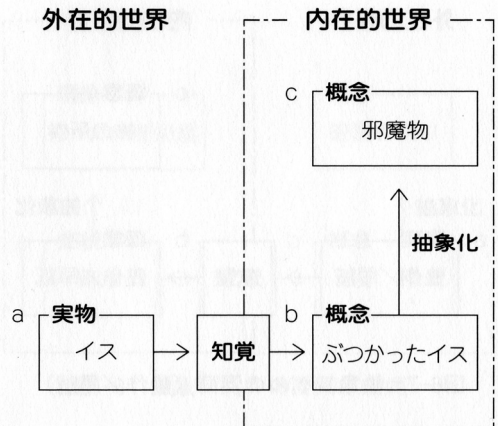 外在的世界
内在的世界
c 概念
邪魔物
抽象化
a 実物
イス
知覚
b 概念
ぶつかったイス